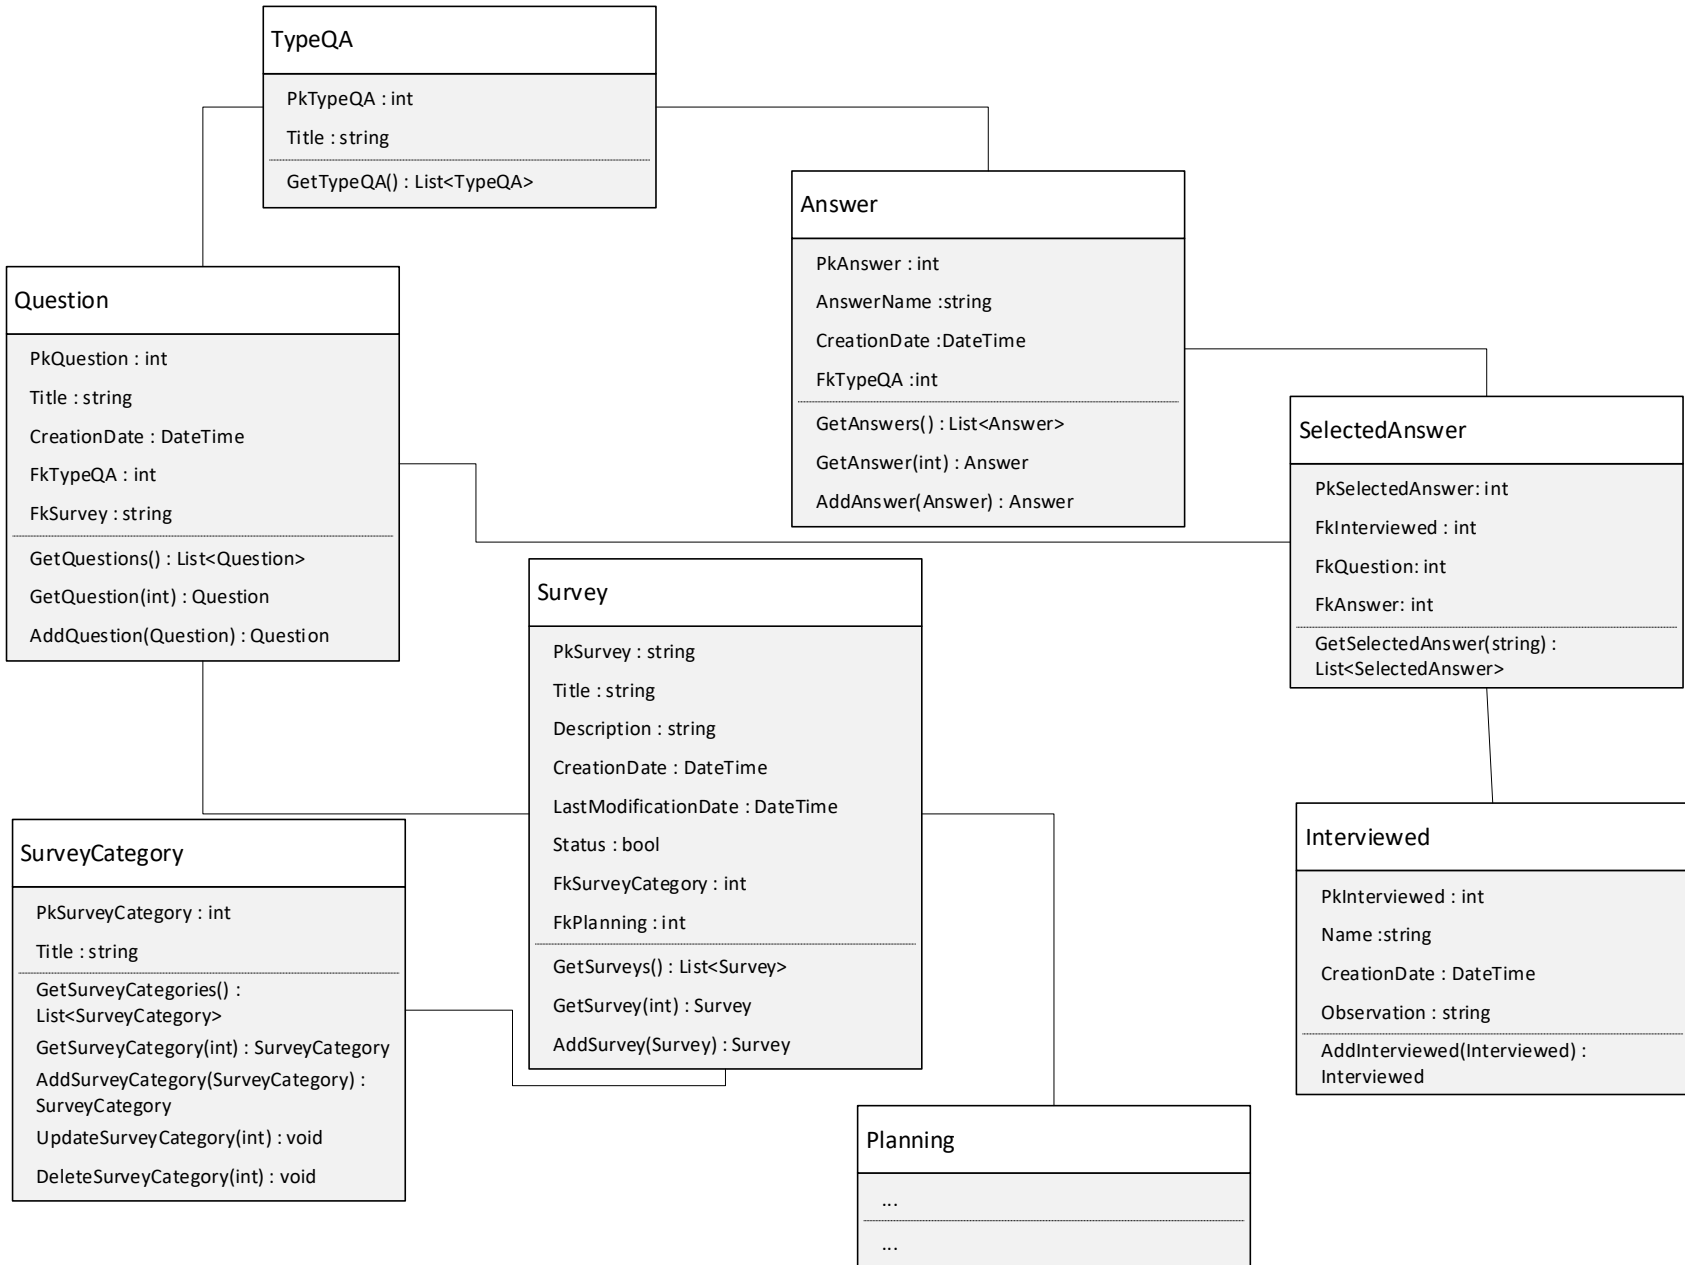 TypeQA
PkTypeQA : int
Title : string
GetTypeQA() : List<TypeQA>
Answer
PkAnswer : int
AnswerName :string
CreationDate :DateTime
FkTypeQA :int
GetAnswers() : List<Answer>
GetAnswer(int) : Answer
AddAnswer(Answer) : Answer
Question
PkQuestion : int
Title : string
CreationDate : DateTime
FkTypeQA : int
FkSurvey : string
GetQuestions() : List<Question>
GetQuestion(int) : Question
AddQuestion(Question) : Question
SelectedAnswer
PkSelectedAnswer: int
FkInterviewed : int
FkQuestion: int
FkAnswer: int
GetSelectedAnswer(string) :
List<SelectedAnswer>
Survey
PkSurvey : string
Title : string
Description : string
CreationDate : DateTime
LastModificationDate : DateTime
Status : bool
FkSurveyCategory : int
FkPlanning : int
GetSurveys() : List<Survey>
GetSurvey(int) : Survey
AddSurvey(Survey) : Survey
SurveyCategory
PkSurveyCategory : int
Title : string
GetSurveyCategories() :
List<SurveyCategory>
GetSurveyCategory(int) : SurveyCategory
AddSurveyCategory(SurveyCategory) :
SurveyCategory
UpdateSurveyCategory(int) : void
DeleteSurveyCategory(int) : void
Interviewed
PkInterviewed : int
Name :string
CreationDate : DateTime
Observation : string
AddInterviewed(Interviewed) :
Interviewed
Planning
...
...